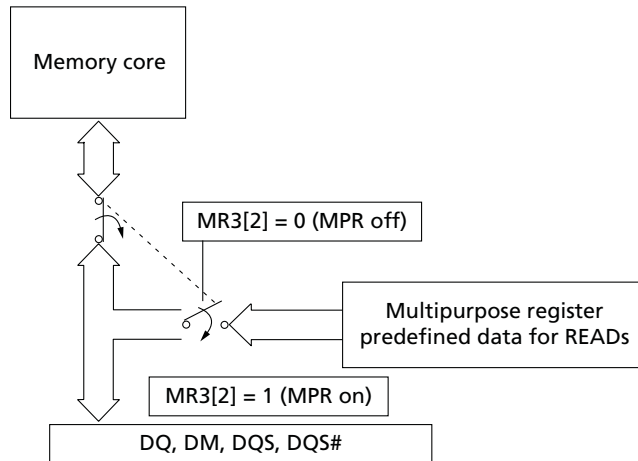 Memory core
MR3[2] = 0 (MPR off)
Multipurpose register
predefined data for READs
MR3[2] = 1 (MPR on)
DQ, DM, DQS, DQS#